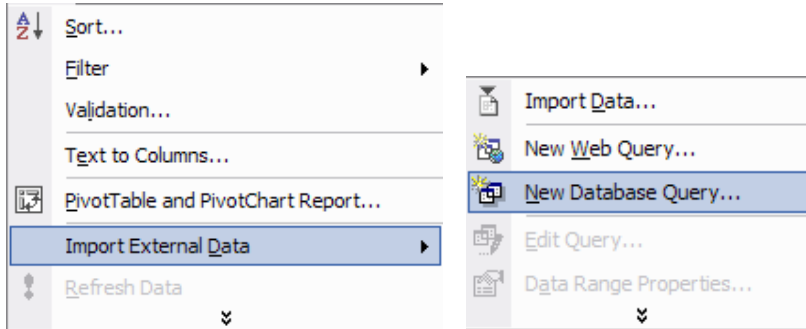 Sort...
Filter
Validation...
Text to Columns...
PivotTable and PivotChart Report...
Import External Data
Refresh Data
Import Data...
New Web Query...
New Database Query...
Edit Query...
Data Range Properties...